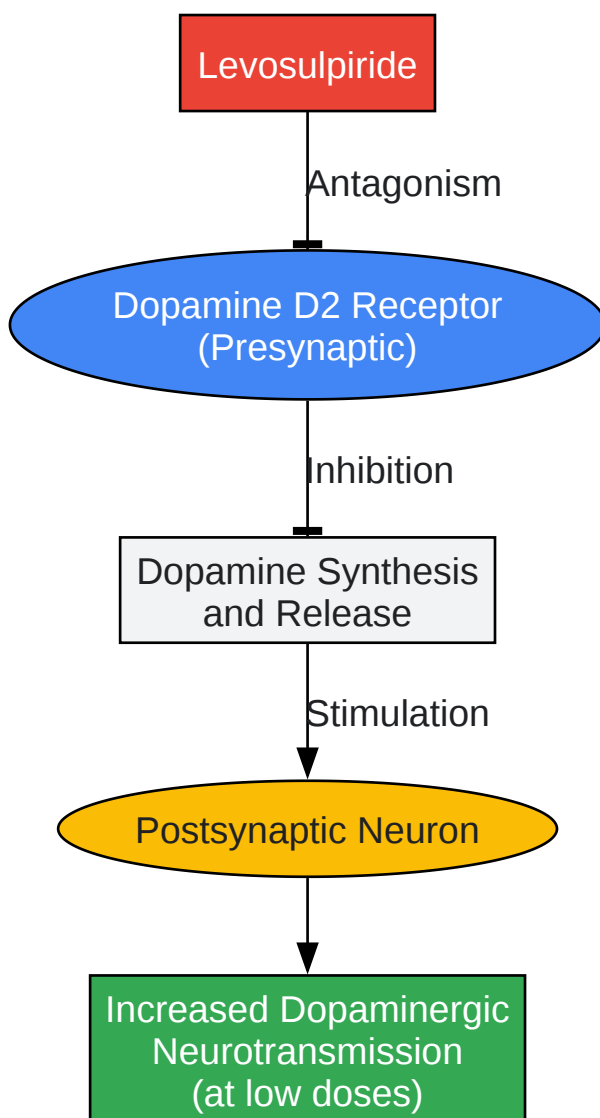 Levosulpiride
Antagonism
Dopamine D2 Receptor
(Presynaptic)
Inhibition
Dopamine Synthesis
and Release
Stimulation
Postsynaptic Neuron
Increased Dopaminergic
Neurotransmission
(at low doses)